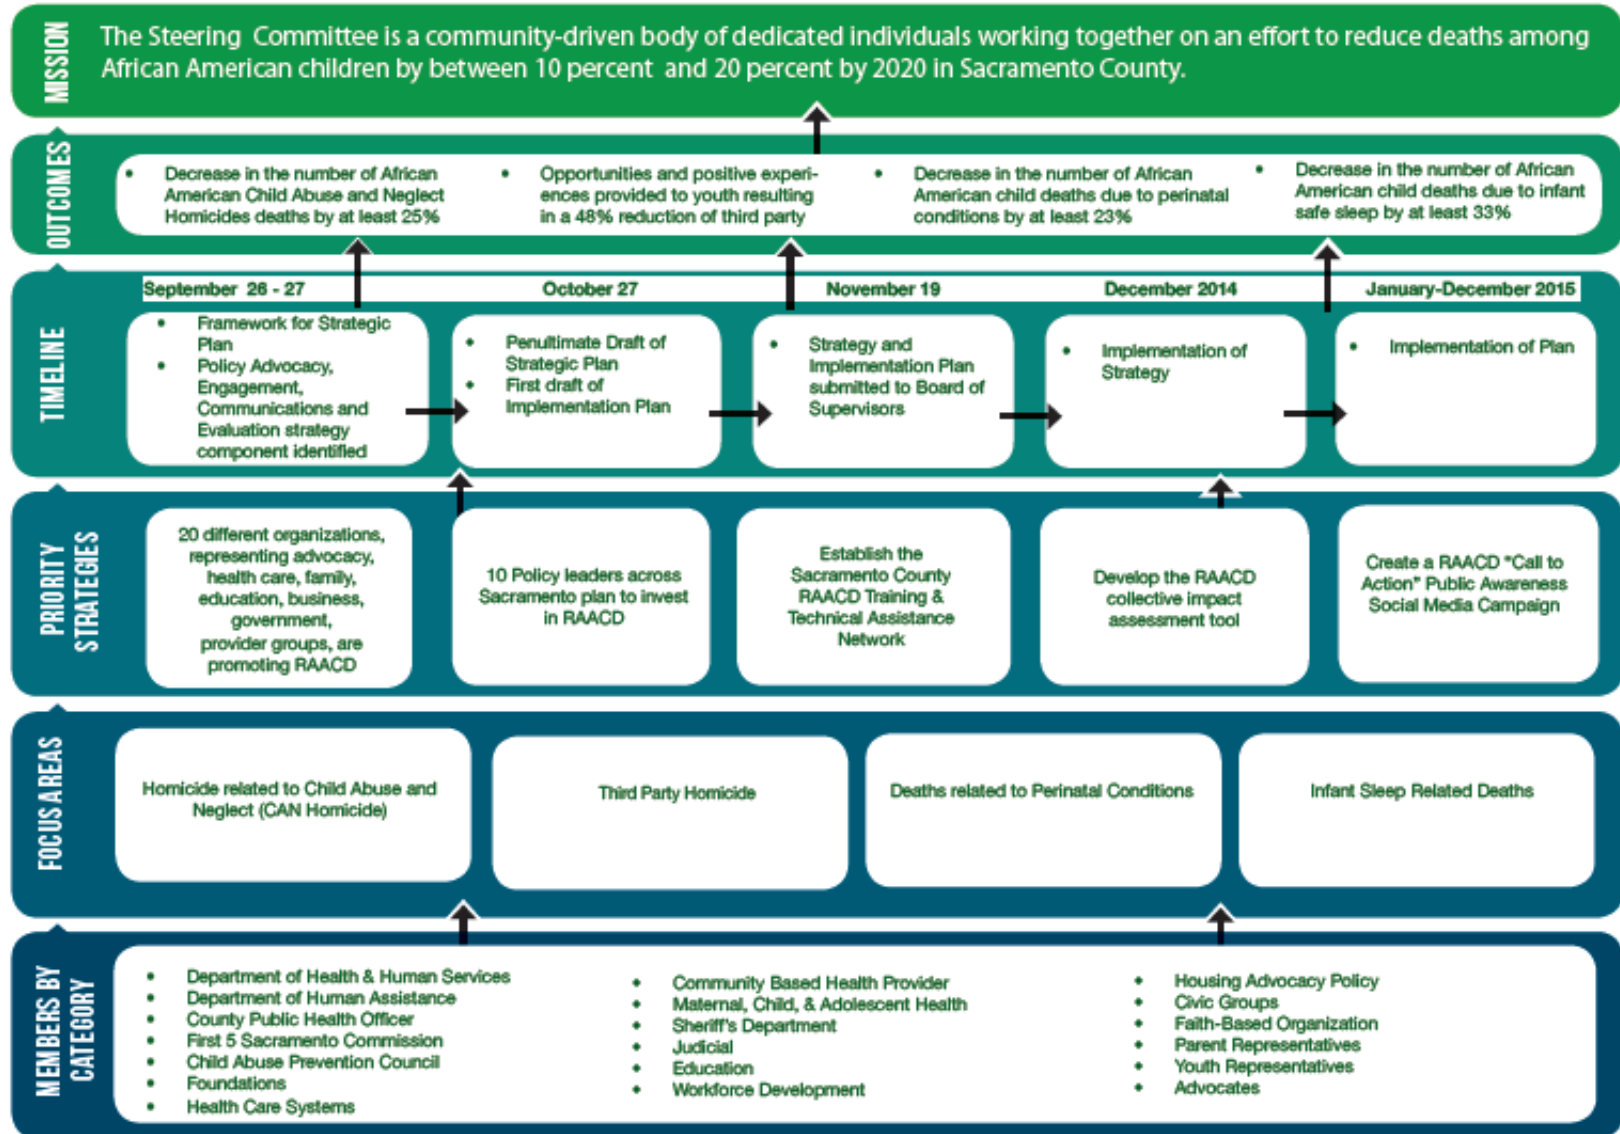 MISSION
The Steering Committee is a community-driven body of dedicated individuals working together on an effort to reduce deaths among
African American children by between 10 percent and 20 percent by 2020 in Sacramento County.
OUTCOMES
• Decrease in the number of African
American Child Abuse and Neglect
Homicides deaths by at least 25%
• Opportunities and positive experi-
ences provided to youth resulting
in a 48% reduction of third party
• Decrease in the number of African
American child deaths due to perinatal
conditions by at least 23%
• Decrease in the number of African
American child deaths due to infant
safe sleep by at least 33%
TIMELINE
September 26 - 27
• Framework for Strategic
Plan
• Policy Advocacy,
Engagement,
Communications and
Evaluation strategy
component identified
October 27
• Penultimate Draft of
Strategic Plan
• First draft of
Implementation Plan
November 19
• Strategy and
Implementation Plan
submitted to Board of
Supervisors
December 2014
• Implementation of
Strategy
January-December 2015
• Implementation of Plan
PRIORITY
STRATEGIES
20 different organizations,
representing advocacy,
health care, family,
education, business,
government,
provider groups, are
promoting RAACD
10 Policy leaders across
Sacramento plan to invest
in RAACD
Establish the
Sacramento County
RAACD Training &
Technical Assistance
Network
Develop the RAACD
collective impact
assessment tool
Create a RAACD "Call to
Action" Public Awareness
Social Media Campaign
FOCUS AREAS
Homicide related to Child Abuse and
Neglect (CAN Homicide)
Third Party Homicide
Deaths related to Perinatal Conditions
Infant Sleep Related Deaths
MEMBERS BY
CATEGORY
• Department of Health & Human Services
• Department of Human Assistance
• County Public Health Officer
• First 5 Sacramento Commission
• Child Abuse Prevention Council
• Foundations
• Health Care Systems
• Community Based Health Provider
• Maternal, Child, & Adolescent Health
• Sheriff's Department
• Judicial
• Education
• Workforce Development
• Housing Advocacy Policy
• Civic Groups
• Faith-Based Organization
• Parent Representatives
• Youth Representatives
• Advocates